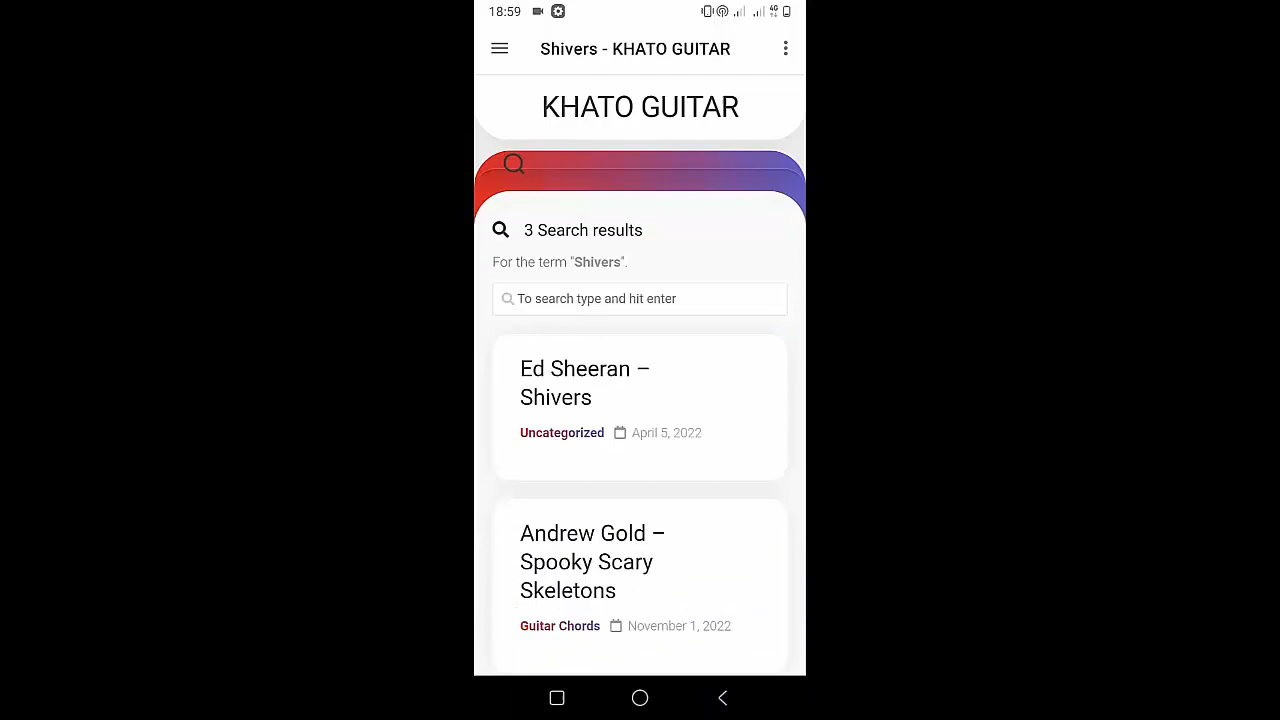 18:59
4G
Shivers - KHATO GUITAR
KHATO GUITAR
3 Search results
For the term "Shivers".
To search type and hit enter
Ed Sheeran –
Shivers
Uncategorized April 5, 2022
Andrew Gold –
Spooky Scary
Skeletons
Guitar Chords November 1, 2022